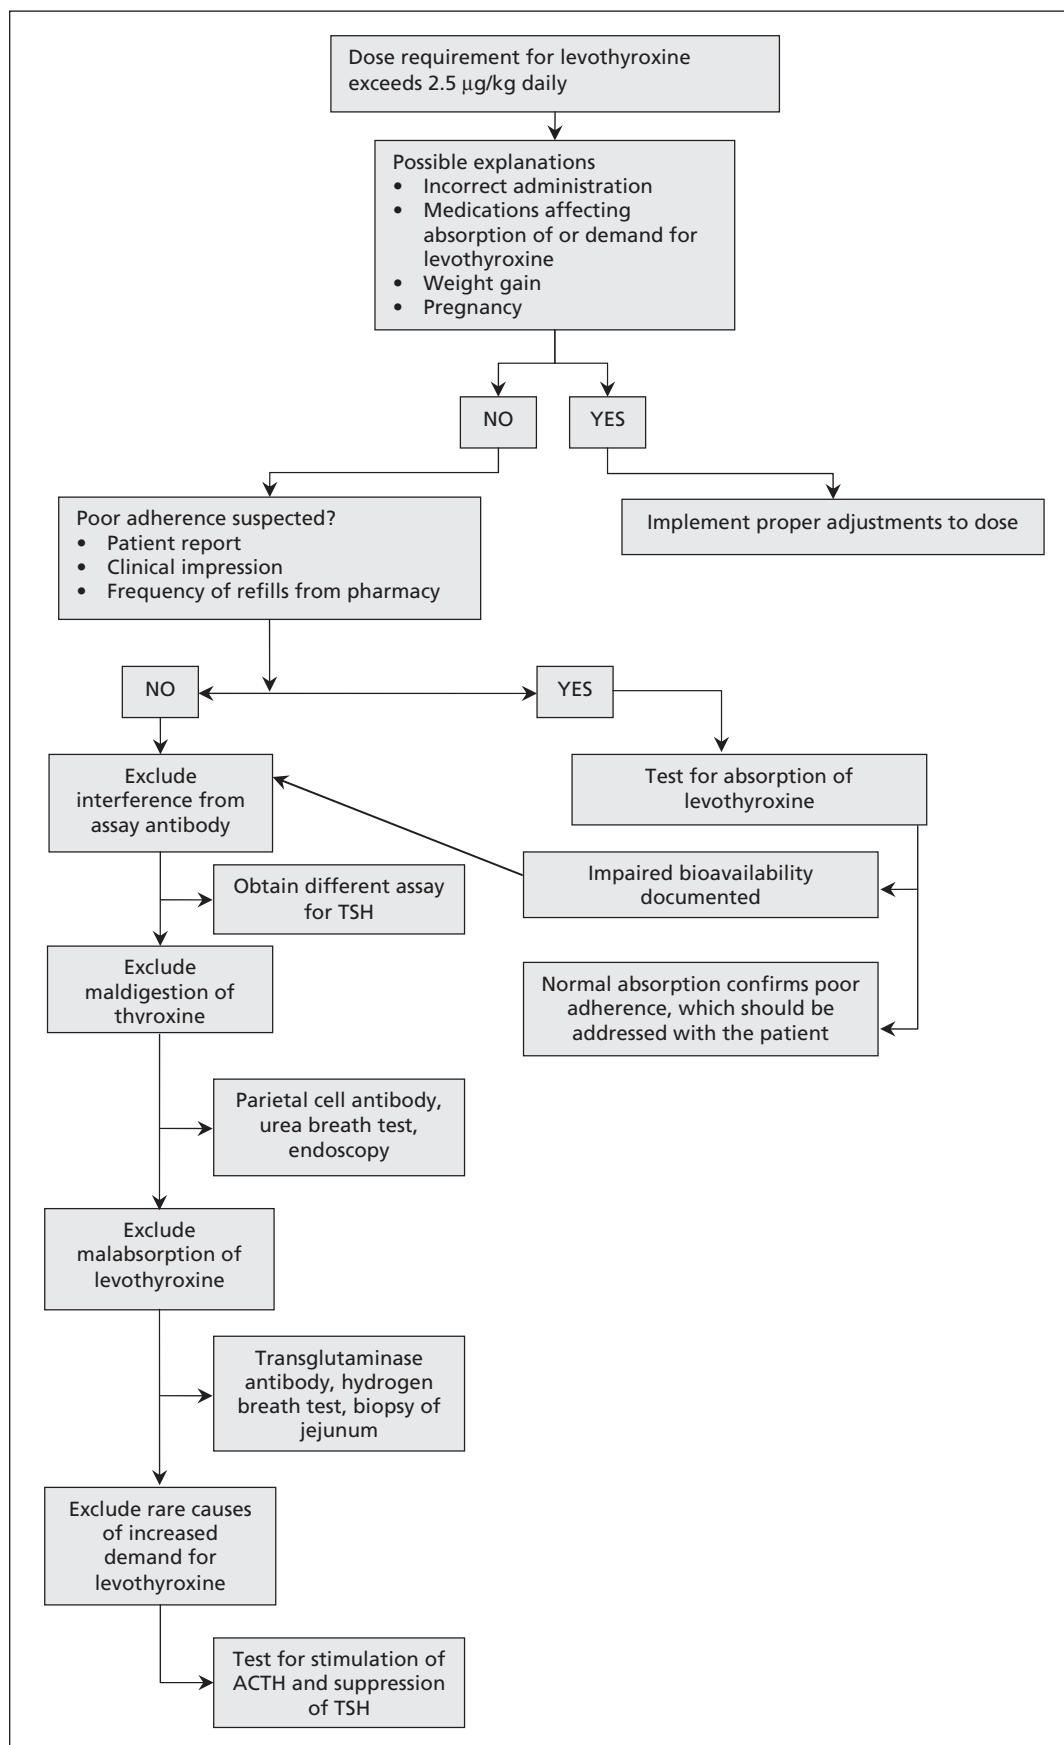 Dose requirement for levothyroxine
exceeds 2.5 µg/kg daily
Possible explanations
• Incorrect administration
• Medications affecting
absorption of or demand for
levothyroxine
• Weight gain
• Pregnancy
NO
YES
Poor adherence suspected?
• Patient report
• Clinical impression
• Frequency of refills from pharmacy
Implement proper adjustments to dose
NO
YES
Exclude
interference from
assay antibody
Test for absorption of
levothyroxine
Impaired bioavailability
documented
Obtain different assay
for TSH
Exclude
maldigestion of
thyroxine
Normal absorption confirms poor
adherence, which should be
addressed with the patient
Parietal cell antibody,
urea breath test,
endoscopy
Exclude
malabsorption of
levothyroxine
Transglutaminase
antibody, hydrogen
breath test, biopsy of
jejunum
Exclude rare causes
of increased
demand for
levothyroxine
Test for stimulation of
ACTH and suppression
of TSH